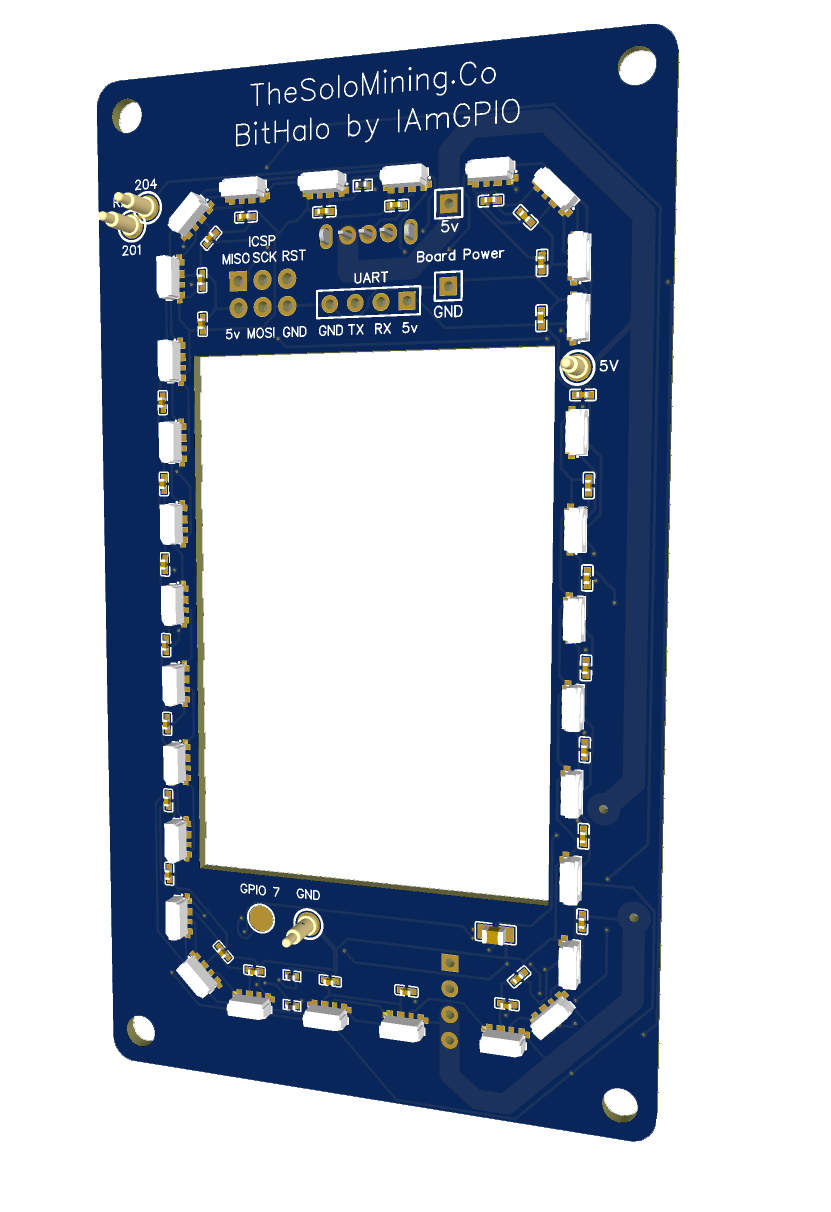 TheSoloMining.Co
BitHalo by IAmGPIO
204
201
5v
ICSP
MISO SCK RST
Board Power
UART
GND
5v MOSI GND
GND TX RX 5v
5V
GPIO 7
GND